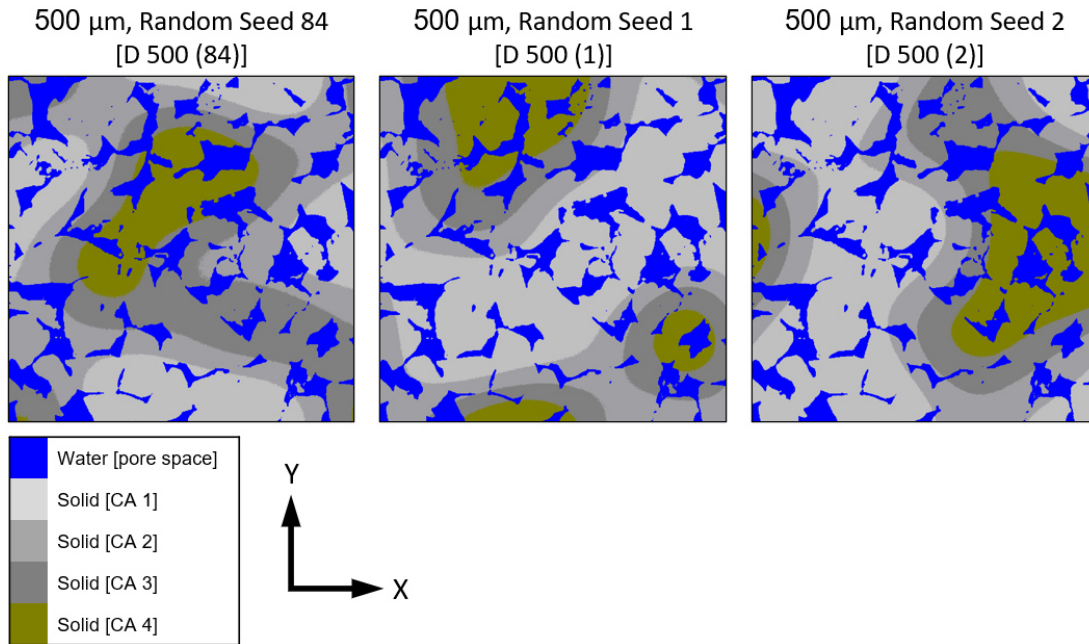 500 µm, Random Seed 84
[D 500 (84)]
500 µm, Random Seed 1
[D 500 (1)]
500 µm, Random Seed 2
[D 500 (2)]
Water [pore space]
Solid [CA 1]
Solid [CA 2]
Solid [CA 3]
Solid [CA 4]
Y
X